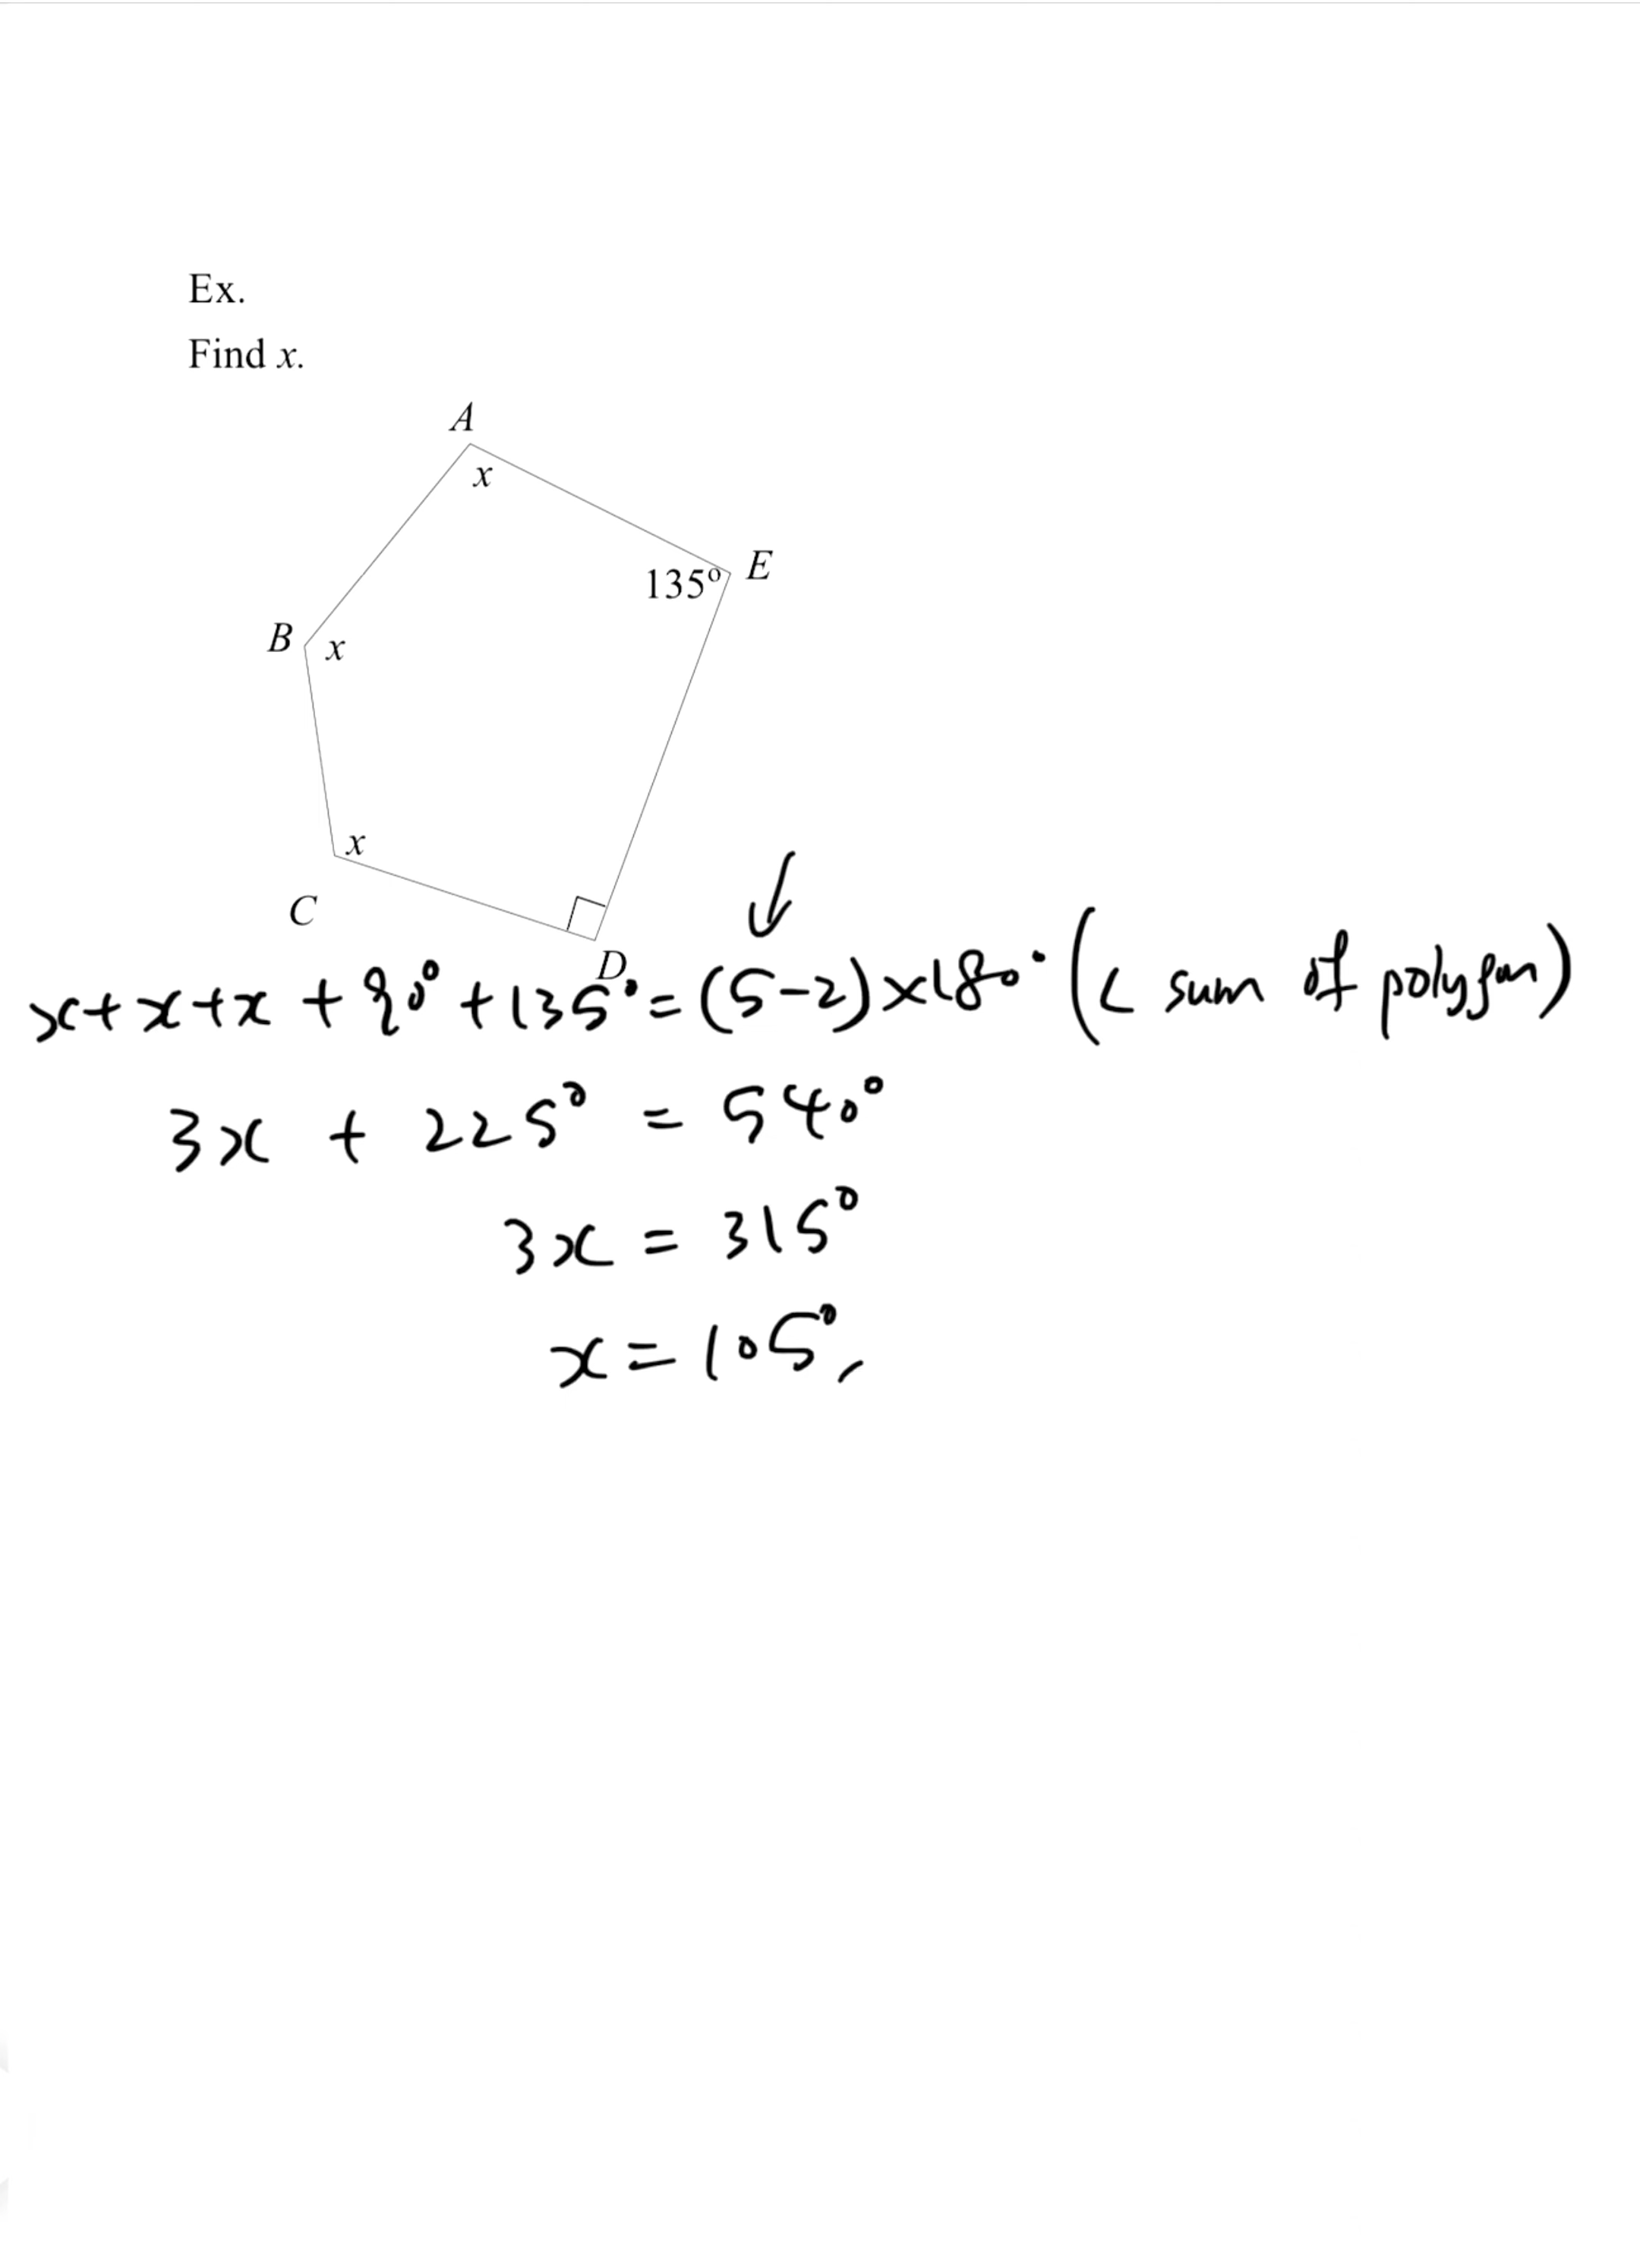 Ex.
Find x.
A
x
135° E
B x
x
C
D
x+x+x + 90° +135° = (5-2)×180° (∠ sum of polygon)
3x + 225° = 540°
3x = 315°
x = 105°